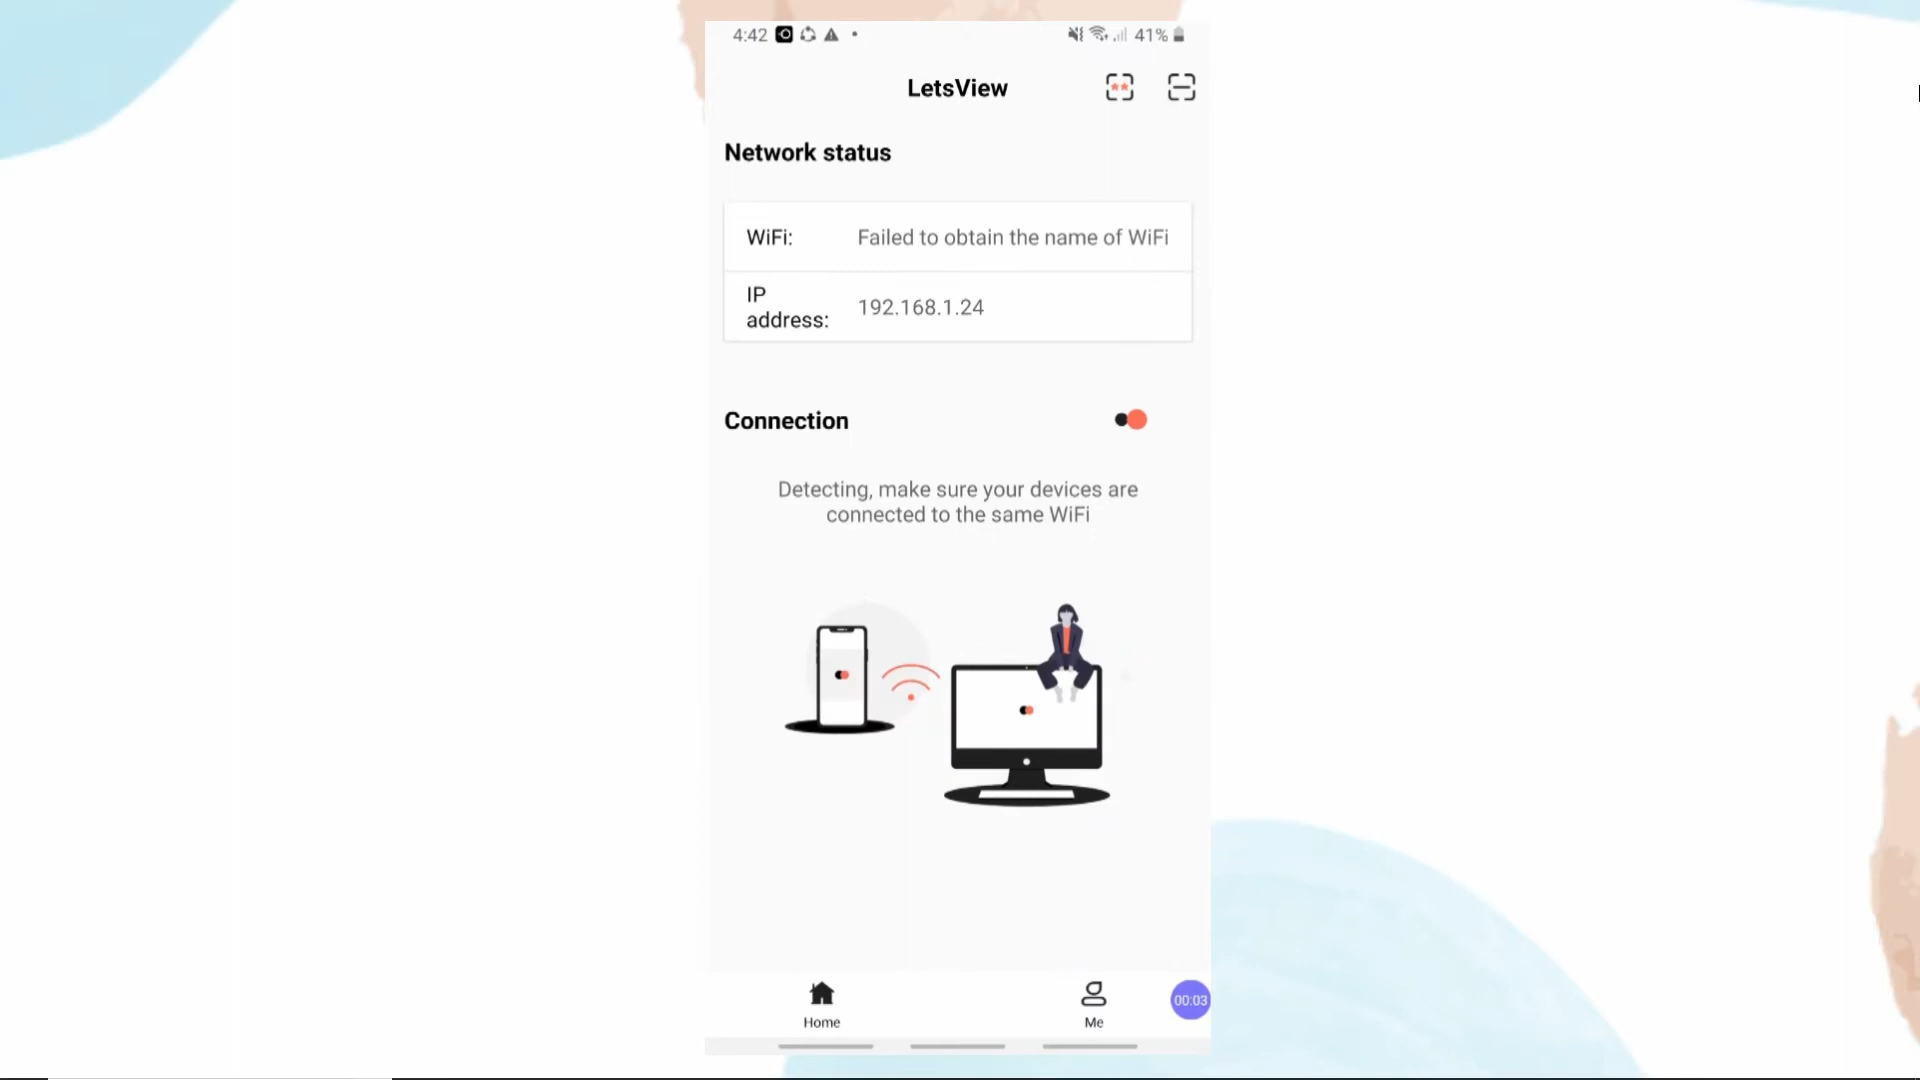 4:42 41%
LetsView
Network status
WiFi: Failed to obtain the name of WiFi
IP
address: 192.168.1.24
Connection
Detecting, make sure your devices are
connected to the same WiFi
Home Me 00:03